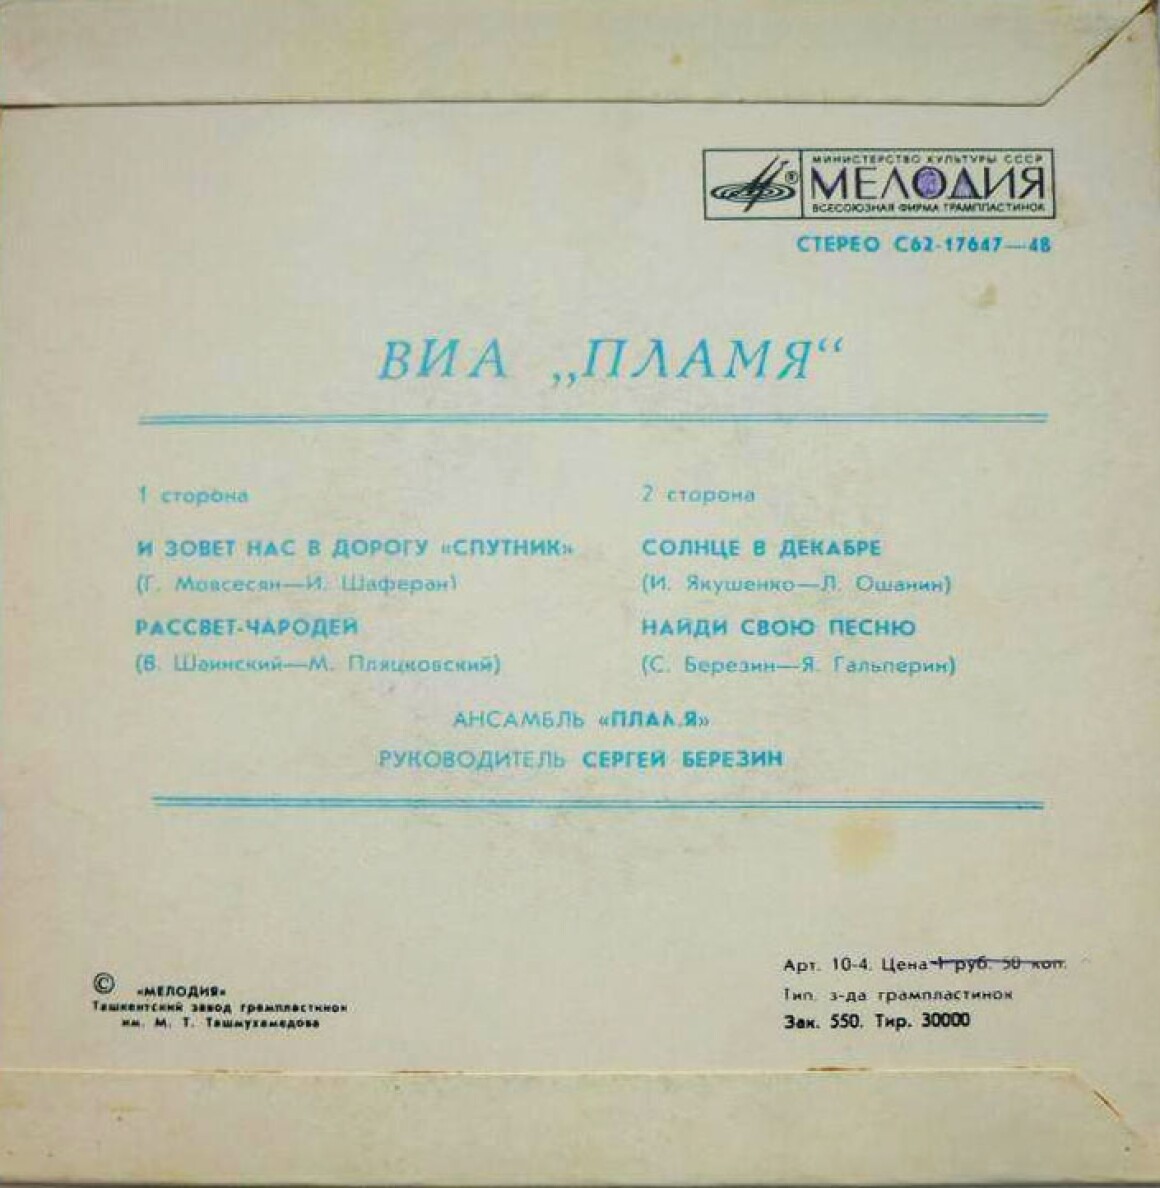 МИНИСТЕРСТВО КУЛЬТУРЫ СССР
МЕЛОДИЯ
ВСЕСОЮЗНАЯ ФИРМА ГРАМПЛАСТИНОК
СТЕРЕО С62-17647—48
ВИА „ПЛАМЯ“
1 сторона
И ЗОВЕТ НАС В ДОРОГУ «СПУТНИК»
(Г. Мовсесян—И. Шаферан)
РАССВЕТ-ЧАРОДЕЙ
(В. Шаинский—М. Пляцковский)
2 сторона
СОЛНЦЕ В ДЕКАБРЕ
(И. Якушенко—Л. Ошанин)
НАЙДИ СВОЮ ПЕСНЮ
(С. Березин—Я. Гальперин)
АНСАМБЛЬ «ПЛАМЯ»
РУКОВОДИТЕЛЬ СЕРГЕЙ БЕРЕЗИН
© «МЕЛОДИЯ»
Ташкентский завод грампластинок
им. М. Т. Ташмухамедова
Арт. 10-4. Цена 1 руб. 50 коп.
Тип. з-да грампластинок
Зак. 550. Тир. 30000